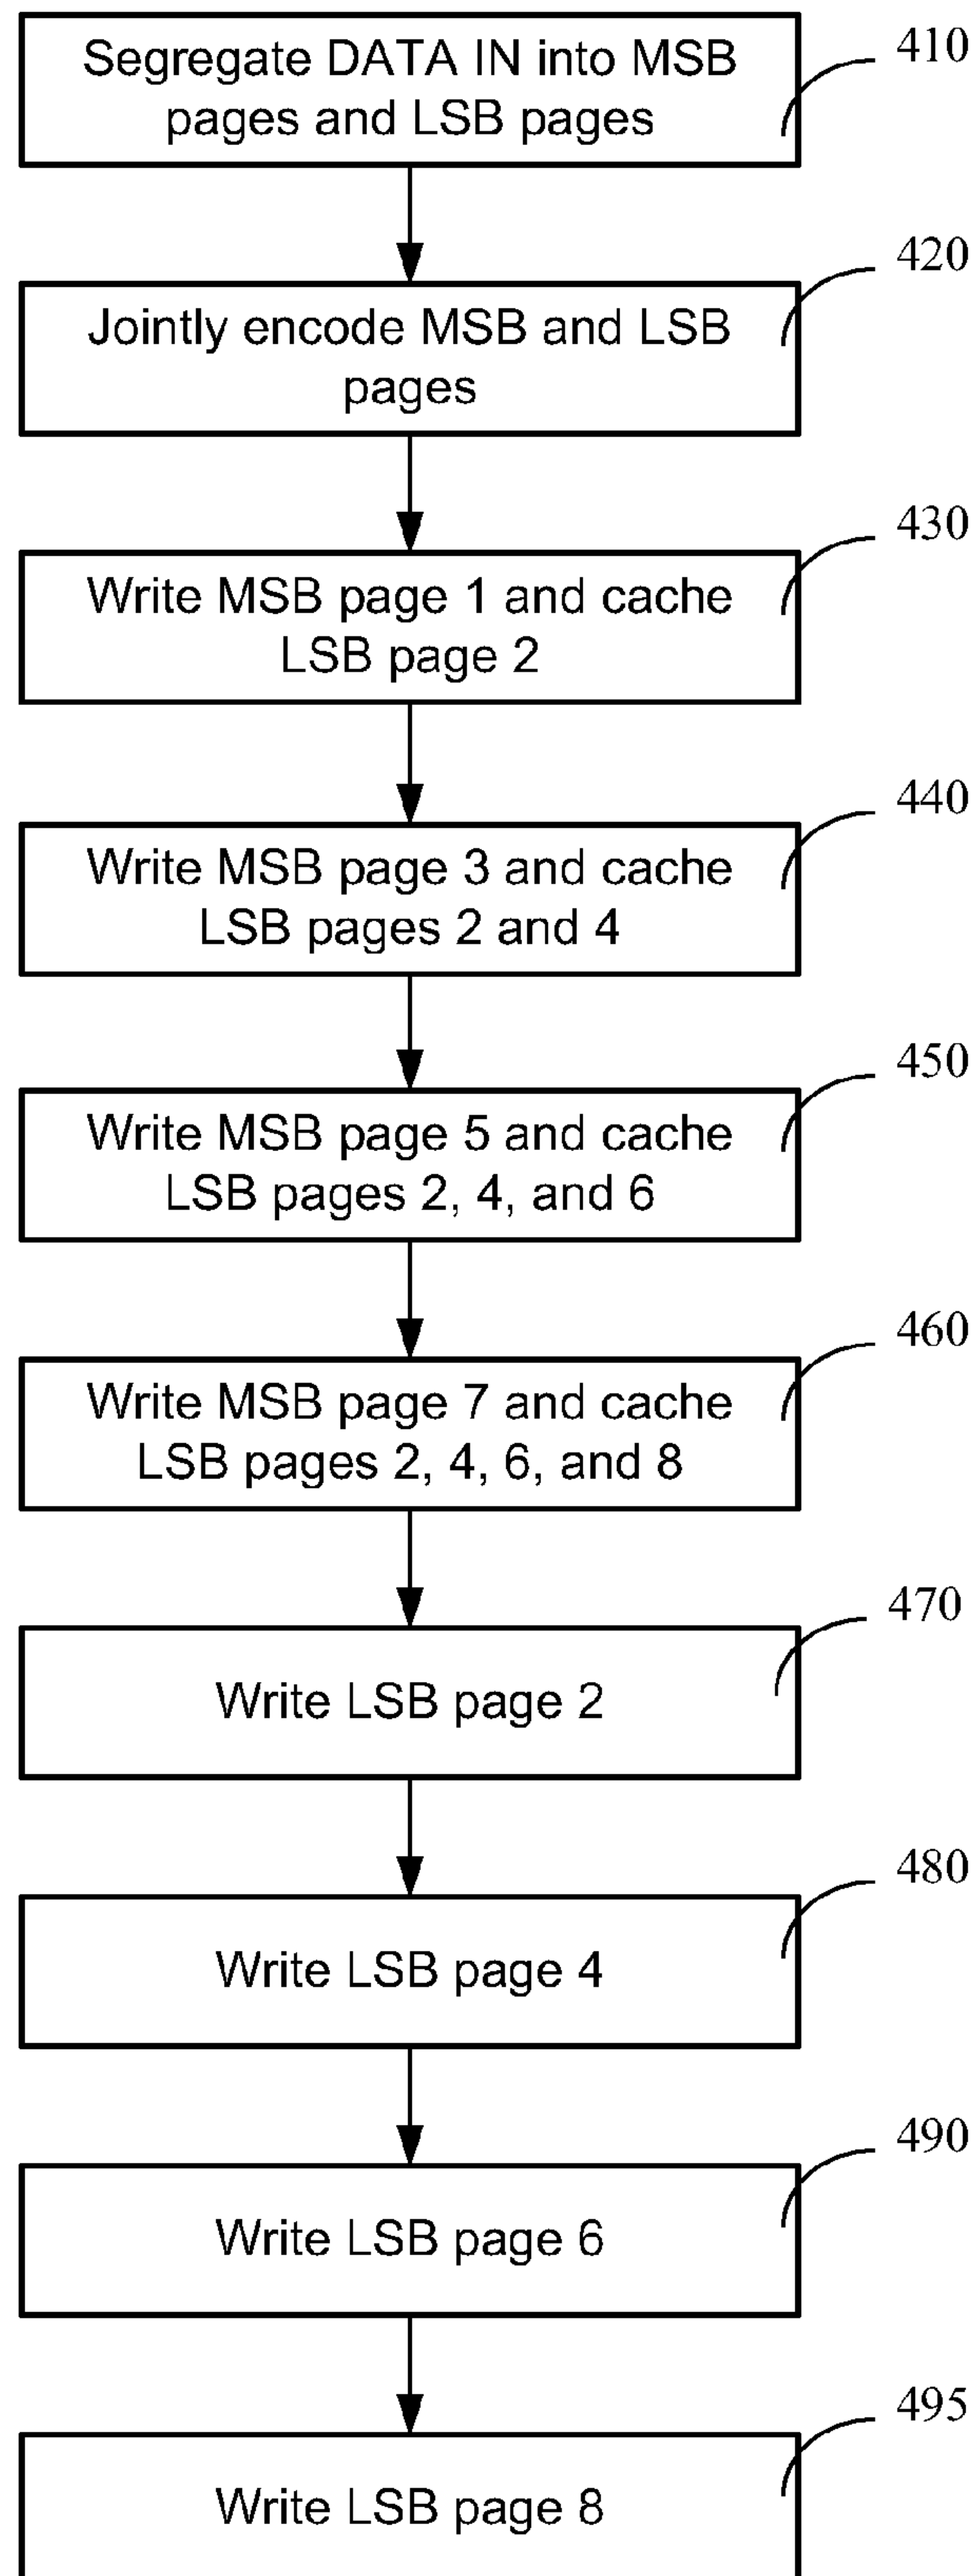 Segregate DATA IN into MSB
pages and LSB pages
410
Jointly encode MSB and LSB
pages
420
Write MSB page 1 and cache
LSB page 2
430
Write MSB page 3 and cache
LSB pages 2 and 4
440
Write MSB page 5 and cache
LSB pages 2, 4, and 6
450
Write MSB page 7 and cache
LSB pages 2, 4, 6, and 8
460
Write LSB page 2
470
Write LSB page 4
480
Write LSB page 6
490
Write LSB page 8
495